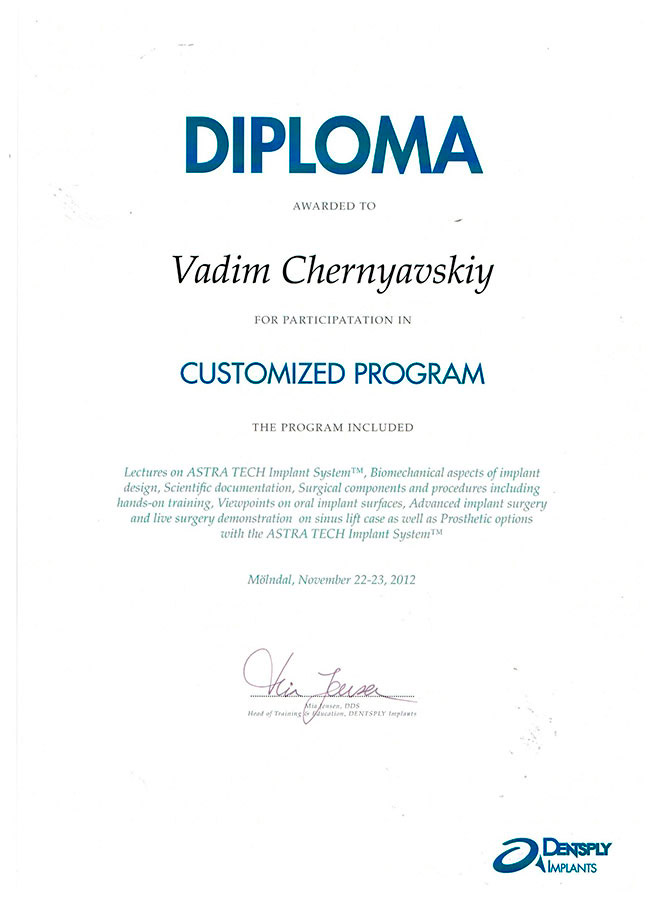 DIPLOMA
AWARDED TO
Vadim Chernyavskiy
FOR PARTICIPATATION IN
CUSTOMIZED PROGRAM
THE PROGRAM INCLUDED
Lectures on ASTRA TECH Implant System™, Biomechanical aspects of implant
design, Scientific documentation, Surgical components and procedures including
hands-on training, Viewpoints on oral implant surfaces, Advanced implant surgery
and live surgery demonstration on sinus lift case as well as Prosthetic options
with the ASTRA TECH Implant System™
Mölndal, November 22-23, 2012
Mia Jensen
Mia Jensen, DDS
Head of Training & Education, DENTSPLY Implants
DENTSPLY
IMPLANTS